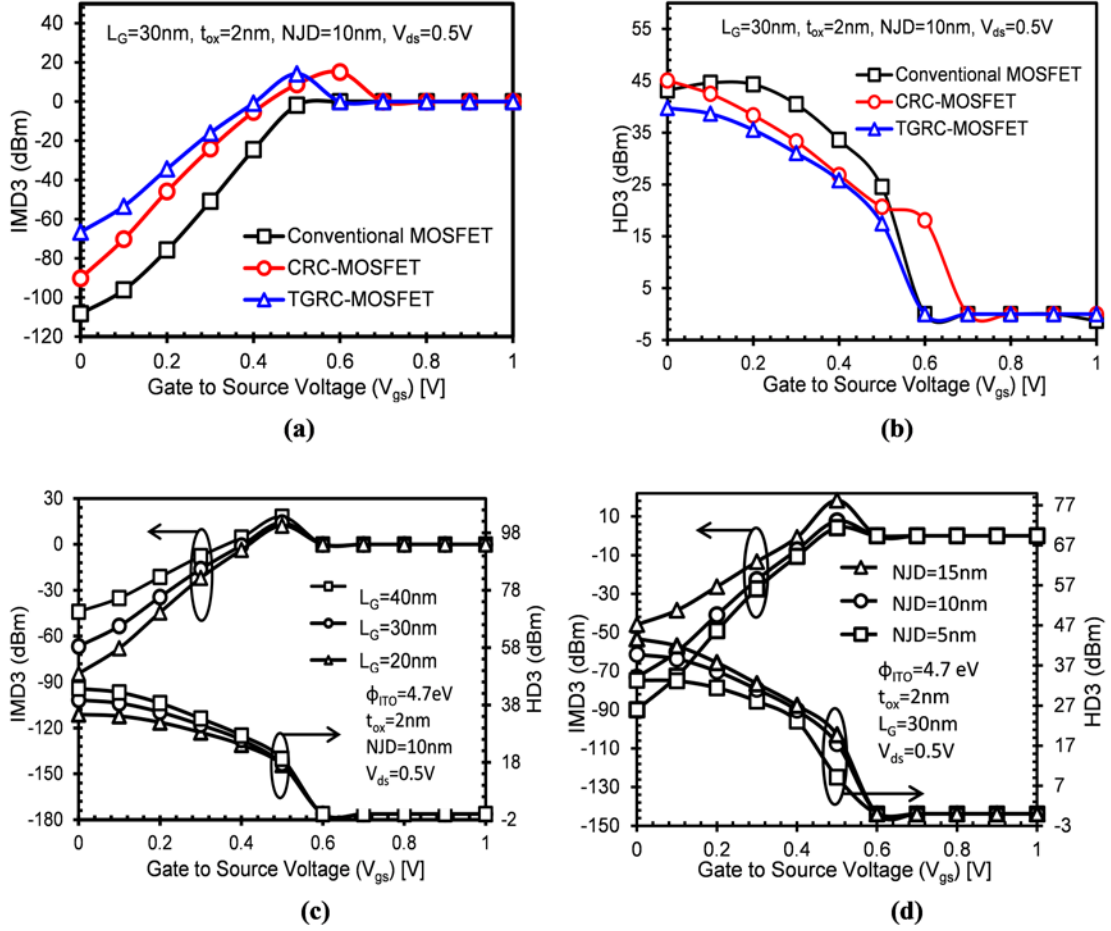 L_G=30nm, t_ox=2nm, NJD=10nm, V_ds=0.5V
40
20
0
-20
-40
-60
-80
-100
-120
IMD3 (dBm)
Conventional MOSFET
CRC-MOSFET
TGRC-MOSFET
0 0.2 0.4 0.6 0.8 1
Gate to Source Voltage (V_gs) [V]
(a)
L_G=30nm, t_ox=2nm, NJD=10nm, V_ds=0.5V
55
45
35
25
15
5
-5
HD3 (dBm)
Conventional MOSFET
CRC-MOSFET
TGRC-MOSFET
0 0.2 0.4 0.6 0.8 1
Gate to Source Voltage (V_gs) [V]
(b)
30
0
-30
-60
-90
-120
-150
-180
IMD3 (dBm)
98
78
58
38
18
-2
HD3 (dBm)
L_G=40nm
L_G=30nm
L_G=20nm
ϕ_ITO=4.7eV
t_ox=2nm
NJD=10nm
V_ds=0.5V
0 0.2 0.4 0.6 0.8 1
Gate to Source Voltage (V_gs) [V]
(c)
10
-10
-30
-50
-70
-90
-110
-130
-150
IMD3 (dBm)
77
67
57
47
37
27
17
7
-3
HD3 (dBm)
NJD=15nm
NJD=10nm
NJD=5nm
ϕ_ITO=4.7 eV
t_ox=2nm
L_G=30nm
V_ds=0.5V
0 0.2 0.4 0.6 0.8 1
Gate to Source Voltage (V_gs) [V]
(d)